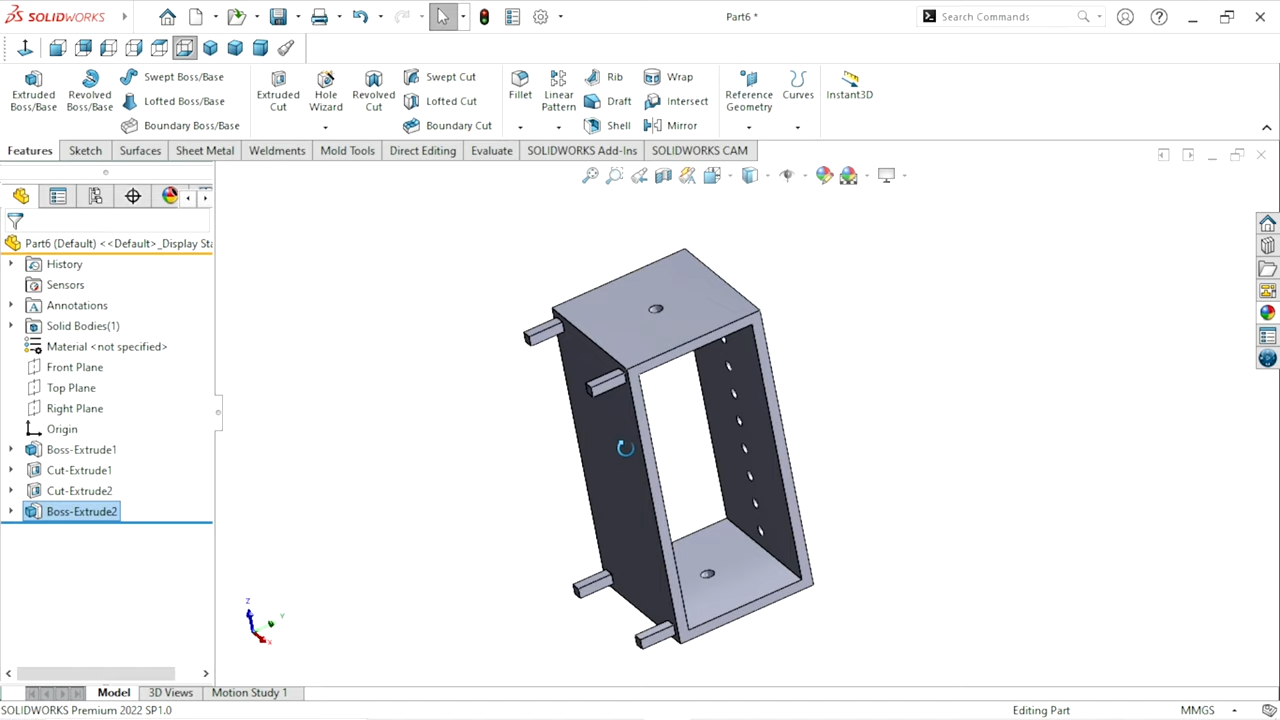 SOLIDWORKS
Part6 *
Search Commands
Extruded Boss/Base
Revolved Boss/Base
Swept Boss/Base
Lofted Boss/Base
Boundary Boss/Base
Extruded Cut
Hole Wizard
Revolved Cut
Swept Cut
Lofted Cut
Boundary Cut
Fillet
Linear Pattern
Rib
Draft
Shell
Wrap
Intersect
Mirror
Reference Geometry
Curves
Instant3D
Features
Sketch
Surfaces
Sheet Metal
Weldments
Mold Tools
Direct Editing
Evaluate
SOLIDWORKS Add-Ins
SOLIDWORKS CAM
Part6 (Default) <<Default>_Display Sta
History
Sensors
Annotations
Solid Bodies(1)
Material <not specified>
Front Plane
Top Plane
Right Plane
Origin
Boss-Extrude1
Cut-Extrude1
Cut-Extrude2
Boss-Extrude2
Z
Y
X
Model
3D Views
Motion Study 1
SOLIDWORKS Premium 2022 SP1.0
Editing Part
MMGS